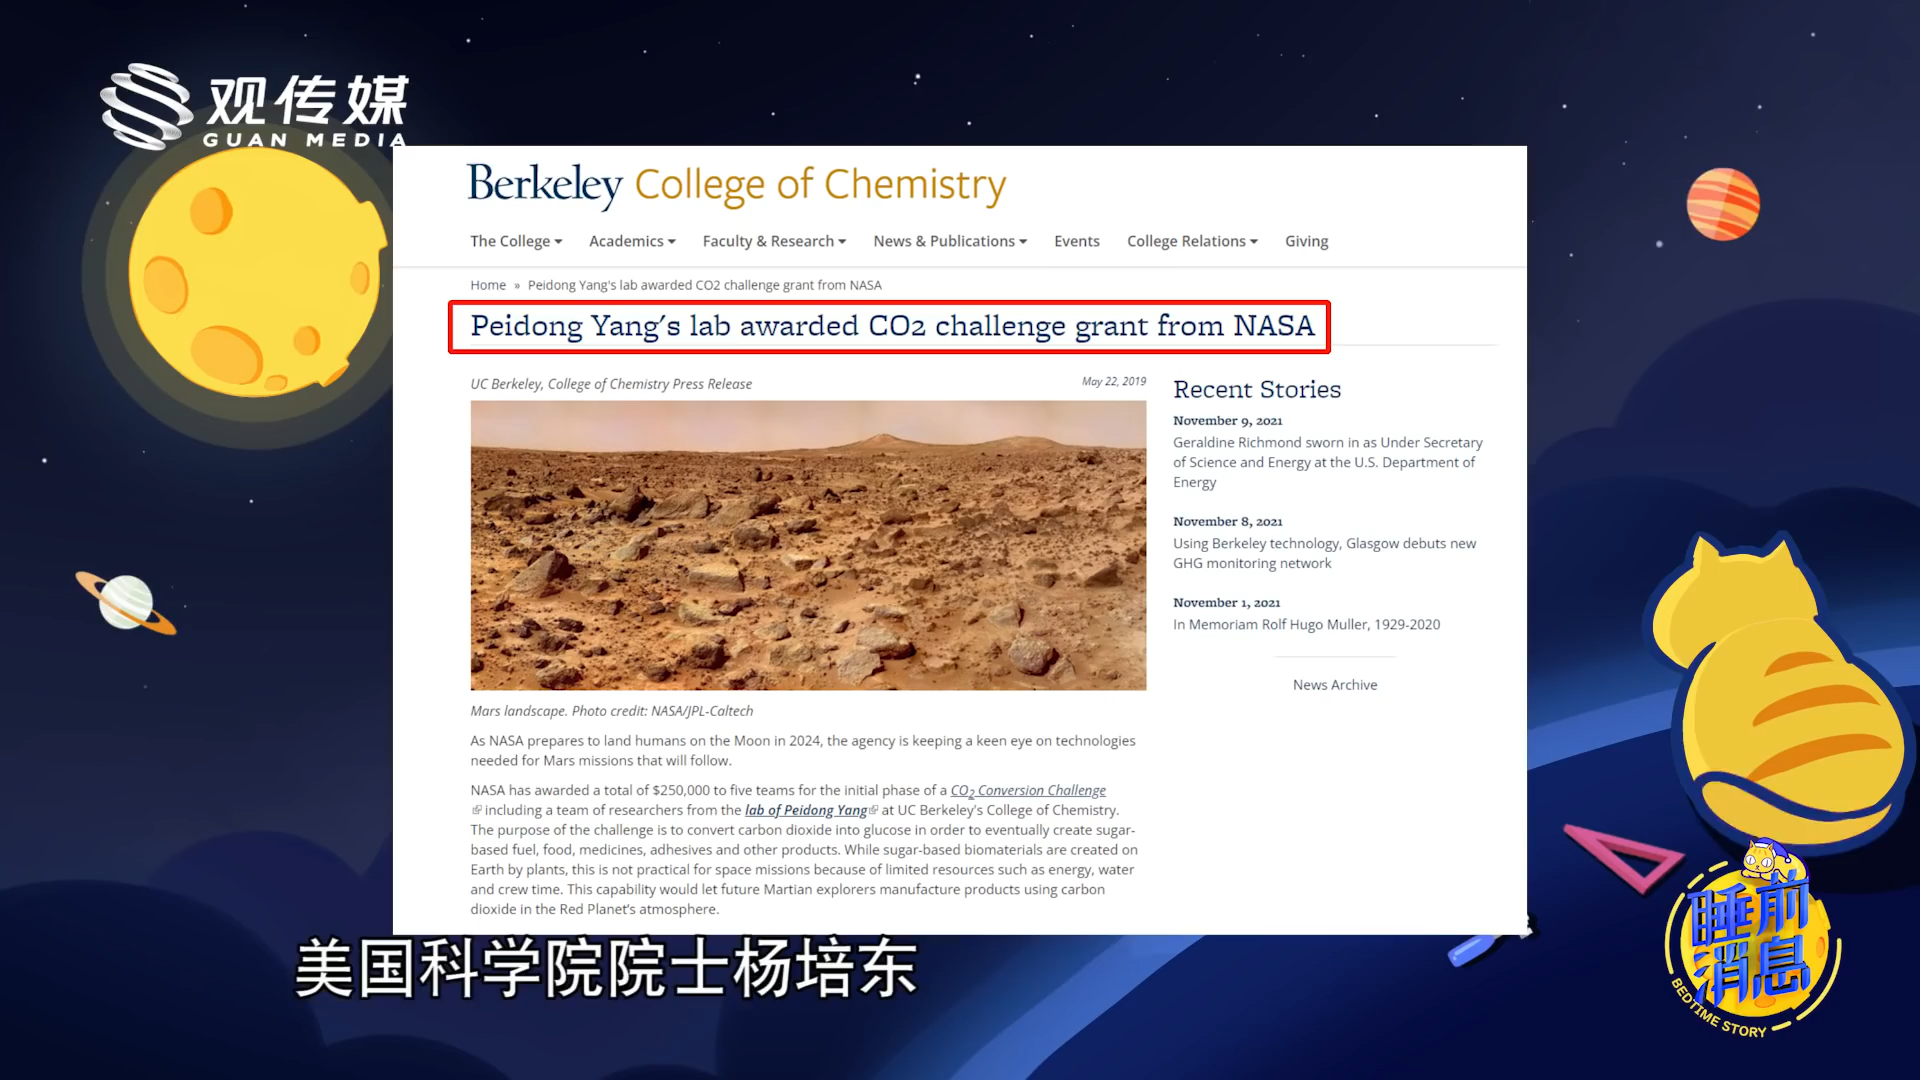 观传媒
GUAN MEDIA
Berkeley College of Chemistry
The College Academics Faculty & Research News & Publications Events College Relations Giving
Home » Peidong Yang's lab awarded CO2 challenge grant from NASA
Peidong Yang's lab awarded CO2 challenge grant from NASA
UC Berkeley, College of Chemistry Press Release
May 22, 2019
Mars landscape. Photo credit: NASA/JPL-Caltech
As NASA prepares to land humans on the Moon in 2024, the agency is keeping a keen eye on technologies
needed for Mars missions that will follow.
NASA has awarded a total of $250,000 to five teams for the initial phase of a CO2 Conversion Challenge
including a team of researchers from the lab of Peidong Yang at UC Berkeley's College of Chemistry.
The purpose of the challenge is to convert carbon dioxide into glucose in order to eventually create sugar-
based fuel, food, medicines, adhesives and other products. While sugar-based biomaterials are created on
Earth by plants, this is not practical for space missions because of limited resources such as energy, water
and crew time. This capability would let future Martian explorers manufacture products using carbon
dioxide in the Red Planet's atmosphere.
Recent Stories
November 9, 2021
Geraldine Richmond sworn in as Under Secretary
of Science and Energy at the U.S. Department of
Energy
November 8, 2021
Using Berkeley technology, Glasgow debuts new
GHG monitoring network
November 1, 2021
In Memoriam Rolf Hugo Muller, 1929-2020
News Archive
美国科学院院士杨培东
睡前
消息
BEDTIME STORY